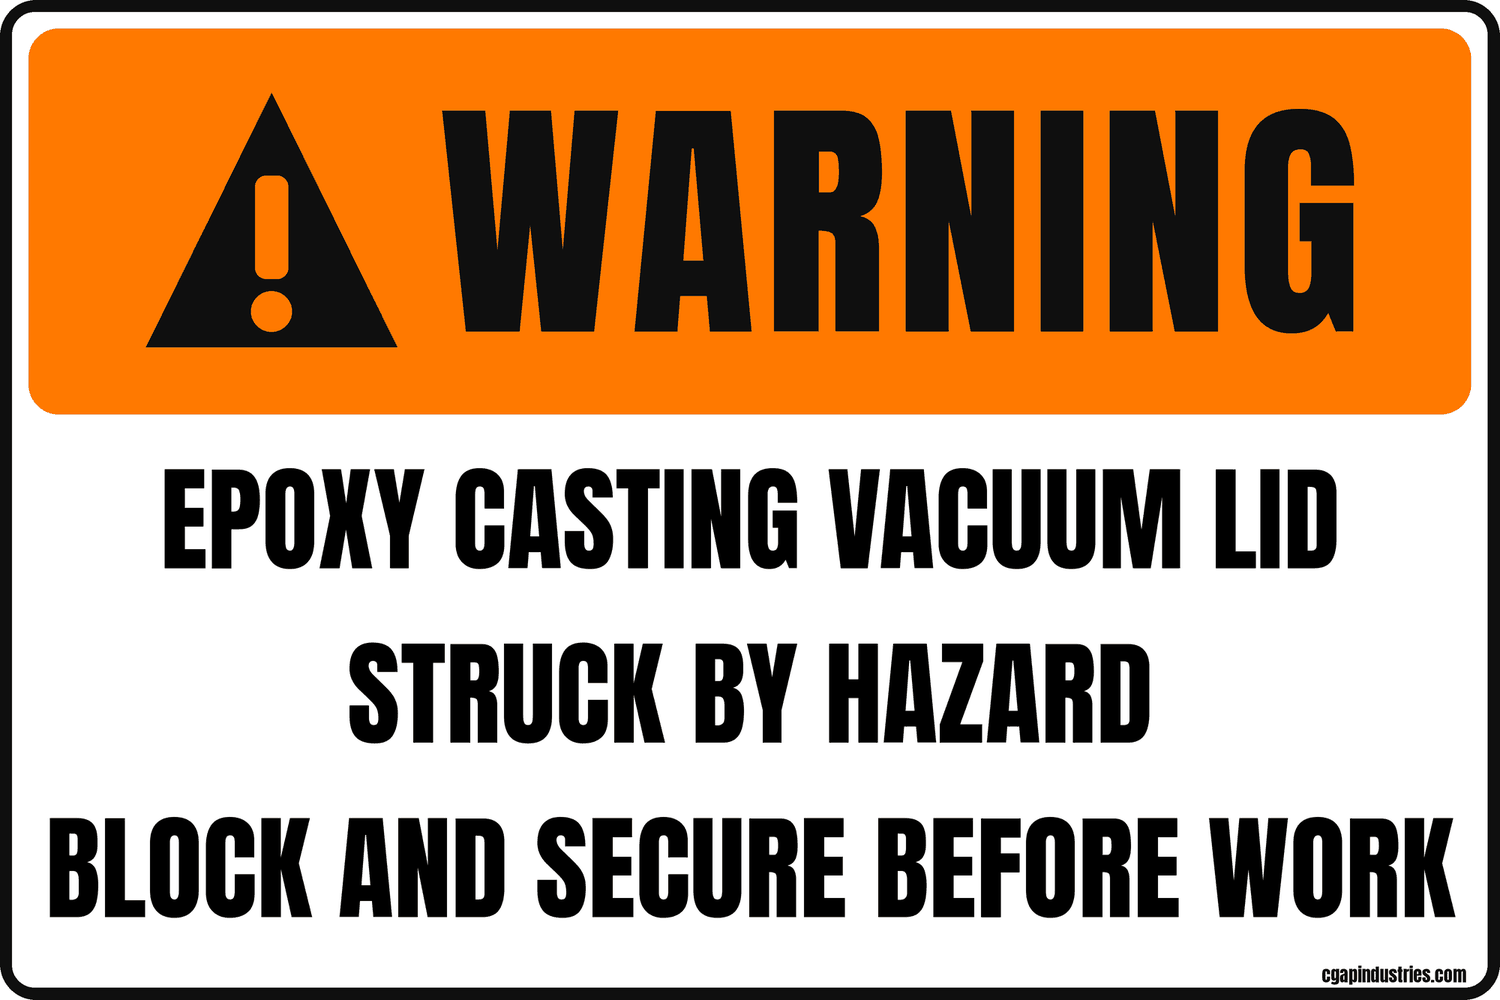 WARNING
EPOXY CASTING VACUUM LID
STRUCK BY HAZARD
BLOCK AND SECURE BEFORE WORK
cgapindustries.com